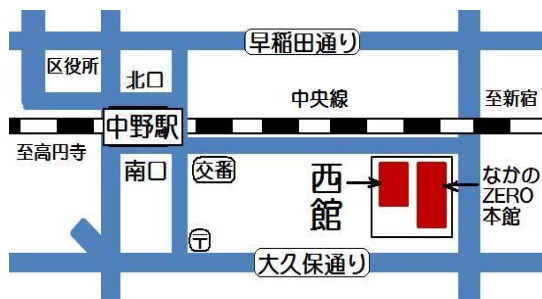 早稲田通り
区役所
北口
中央線
至新宿
中野駅
至高円寺
南口
交番
西館
なかの
ZERO
本館
〒
大久保通り